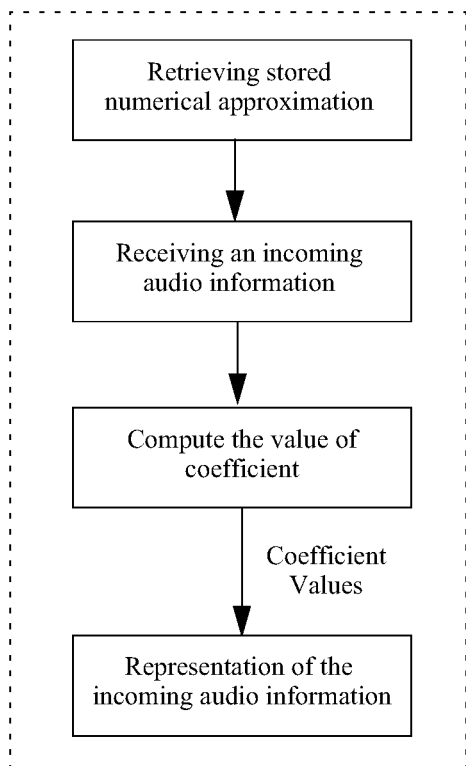 Retrieving stored
numerical approximation
Receiving an incoming
audio information
Compute the value of
coefficient
Coefficient
Values
Representation of the
incoming audio information